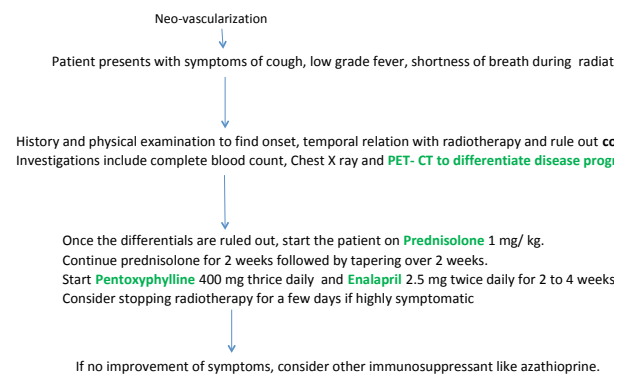 Neo-vascularization
Patient presents with symptoms of cough, low grade fever, shortness of breath during radiat
History and physical examination to find onset, temporal relation with radiotherapy and rule out co
Investigations include complete blood count, Chest X ray and PET- CT to differentiate disease progr
Once the differentials are ruled out, start the patient on Prednisolone 1 mg/ kg.
Continue prednisolone for 2 weeks followed by tapering over 2 weeks.
Start Pentoxyphylline 400 mg thrice daily and Enalapril 2.5 mg twice daily for 2 to 4 weeks
Consider stopping radiotherapy for a few days if highly symptomatic
If no improvement of symptoms, consider other immunosuppressant like azathioprine.